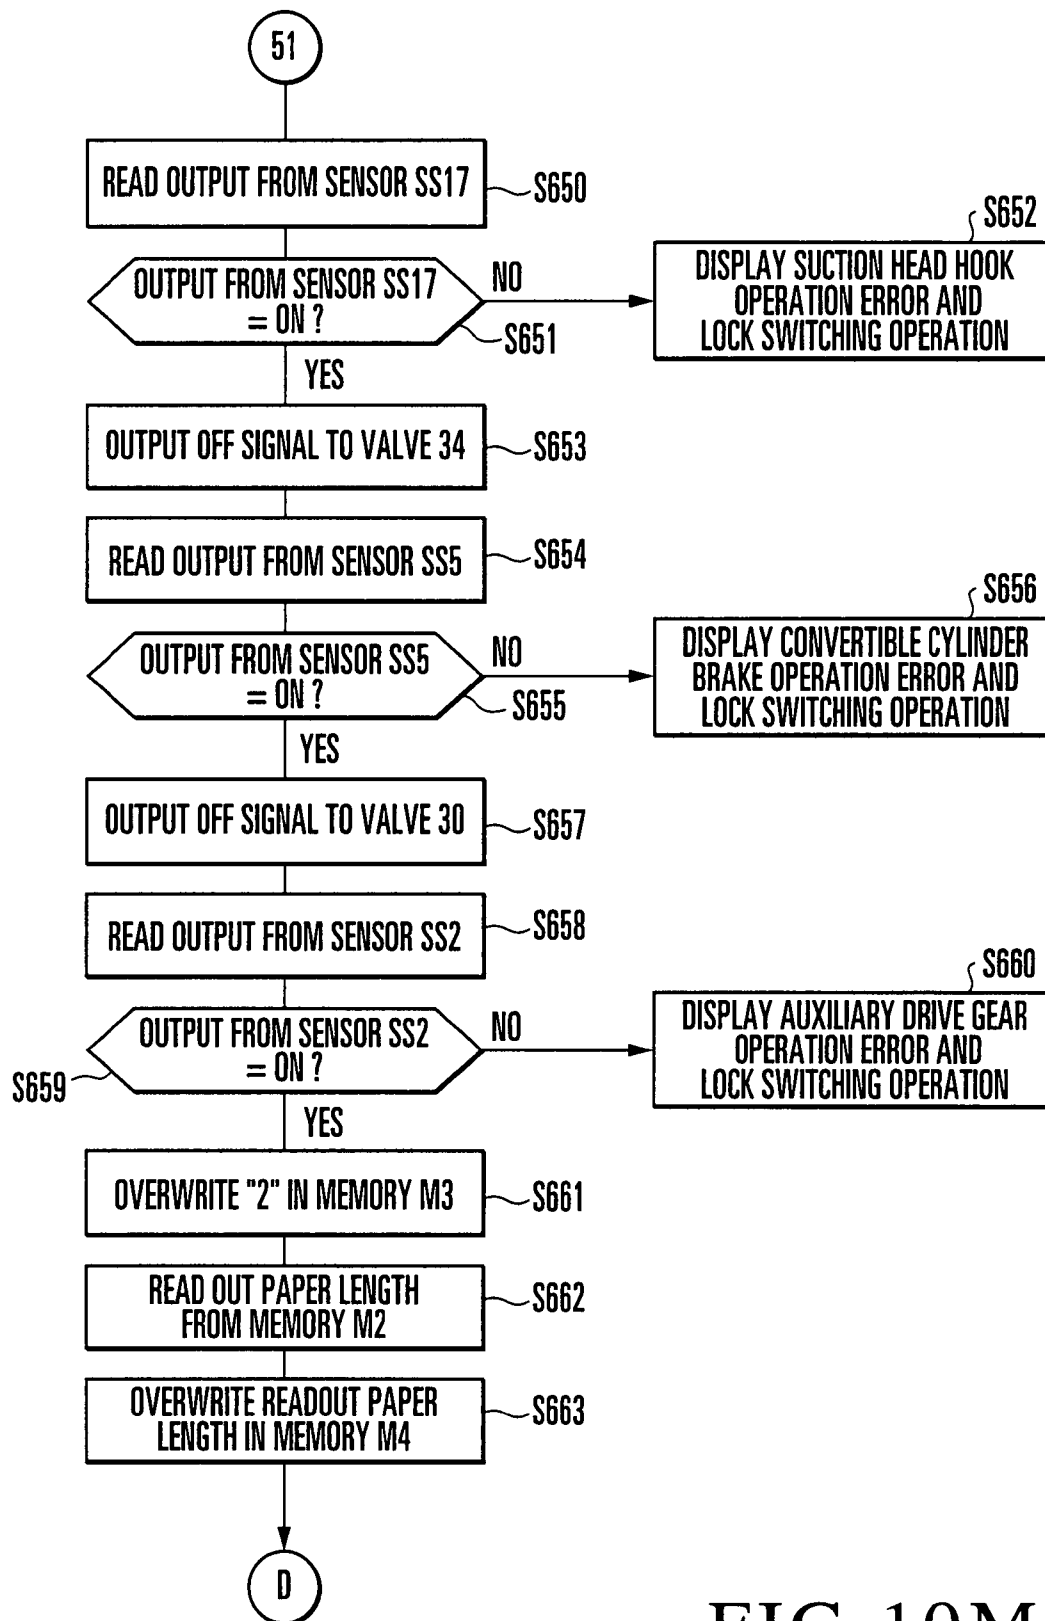 51
READ OUTPUT FROM SENSOR SS17
S650
OUTPUT FROM SENSOR SS17
= ON ?
S651
NO
S652
DISPLAY SUCTION HEAD HOOK
OPERATION ERROR AND
LOCK SWITCHING OPERATION
YES
OUTPUT OFF SIGNAL TO VALVE 34
S653
READ OUTPUT FROM SENSOR SS5
S654
OUTPUT FROM SENSOR SS5
= ON ?
S655
NO
S656
DISPLAY CONVERTIBLE CYLINDER
BRAKE OPERATION ERROR AND
LOCK SWITCHING OPERATION
YES
OUTPUT OFF SIGNAL TO VALVE 30
S657
READ OUTPUT FROM SENSOR SS2
S658
OUTPUT FROM SENSOR SS2
= ON ?
S659
NO
S660
DISPLAY AUXILIARY DRIVE GEAR
OPERATION ERROR AND
LOCK SWITCHING OPERATION
YES
OVERWRITE "2" IN MEMORY M3
S661
READ OUT PAPER LENGTH
FROM MEMORY M2
S662
OVERWRITE READOUT PAPER
LENGTH IN MEMORY M4
S663
D
FIG. 10M